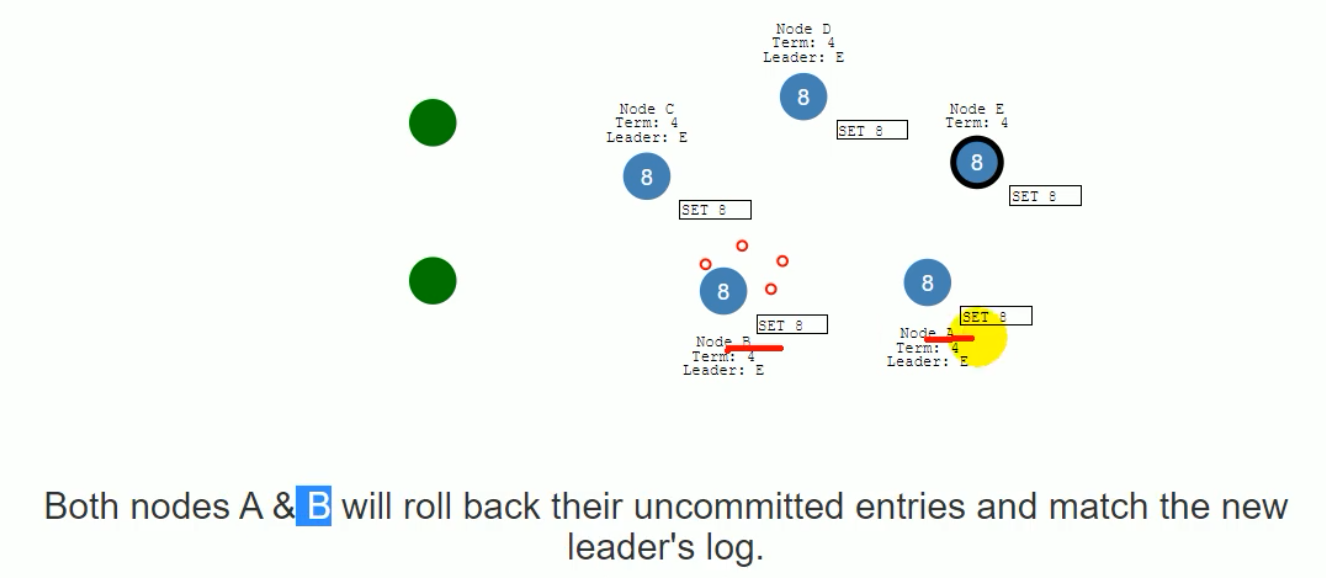 Node D
Term: 4
Leader: E
8
SET 8
Node C
Term: 4
Leader: E
8
SET 8
Node E
Term: 4
8
SET 8
8
SET 8
Node B
Term: 4
Leader: E
8
SET 8
Node A
Term: 4
Leader: E
Both nodes A & B will roll back their uncommitted entries and match the new
leader's log.